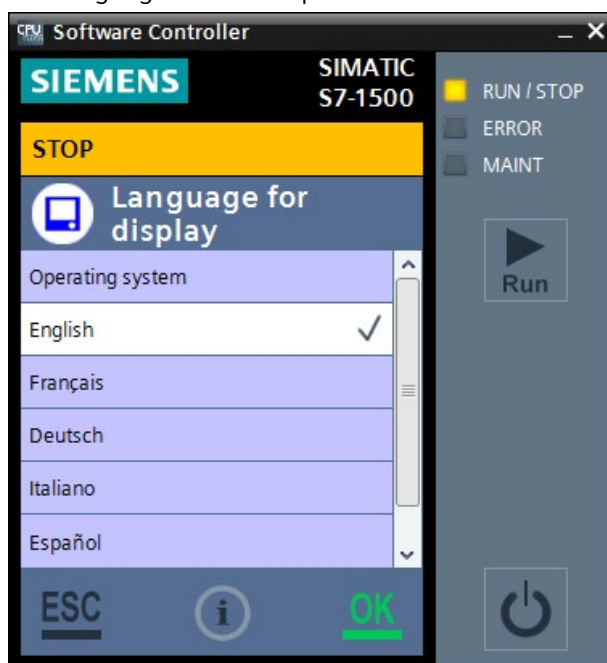 CPU Software Controller
SIEMENS
SIMATIC
S7-1500
RUN / STOP
ERROR
MAINT
STOP
Language for
display
Run
Operating system
English
Français
Deutsch
Italiano
Español
ESC
i
OK